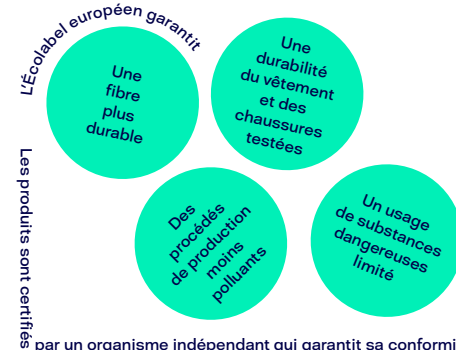 L'Écolabel européen garantit
Une
fibre
plus
durable
Une
durabilité
du vêtement
et des
chaussures
testées
Des
procédés
de production
moins
polluants
Un usage
de substances
dangereuses
limité
Les produits sont certifiés
par un organisme indépendant qui garantit sa conformi